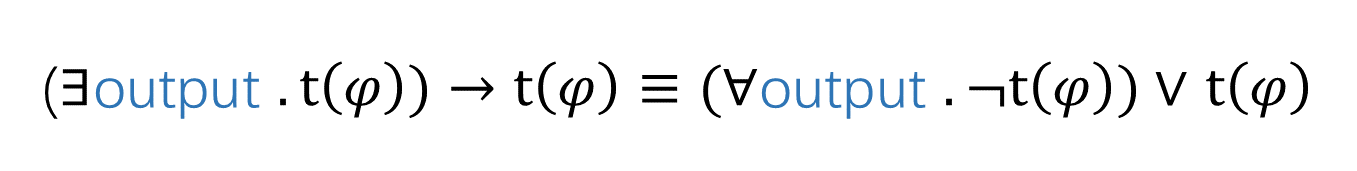 (∃output . t(φ)) → t(φ) ≡ (∀output . ¬t(φ)) ∨ t(φ)